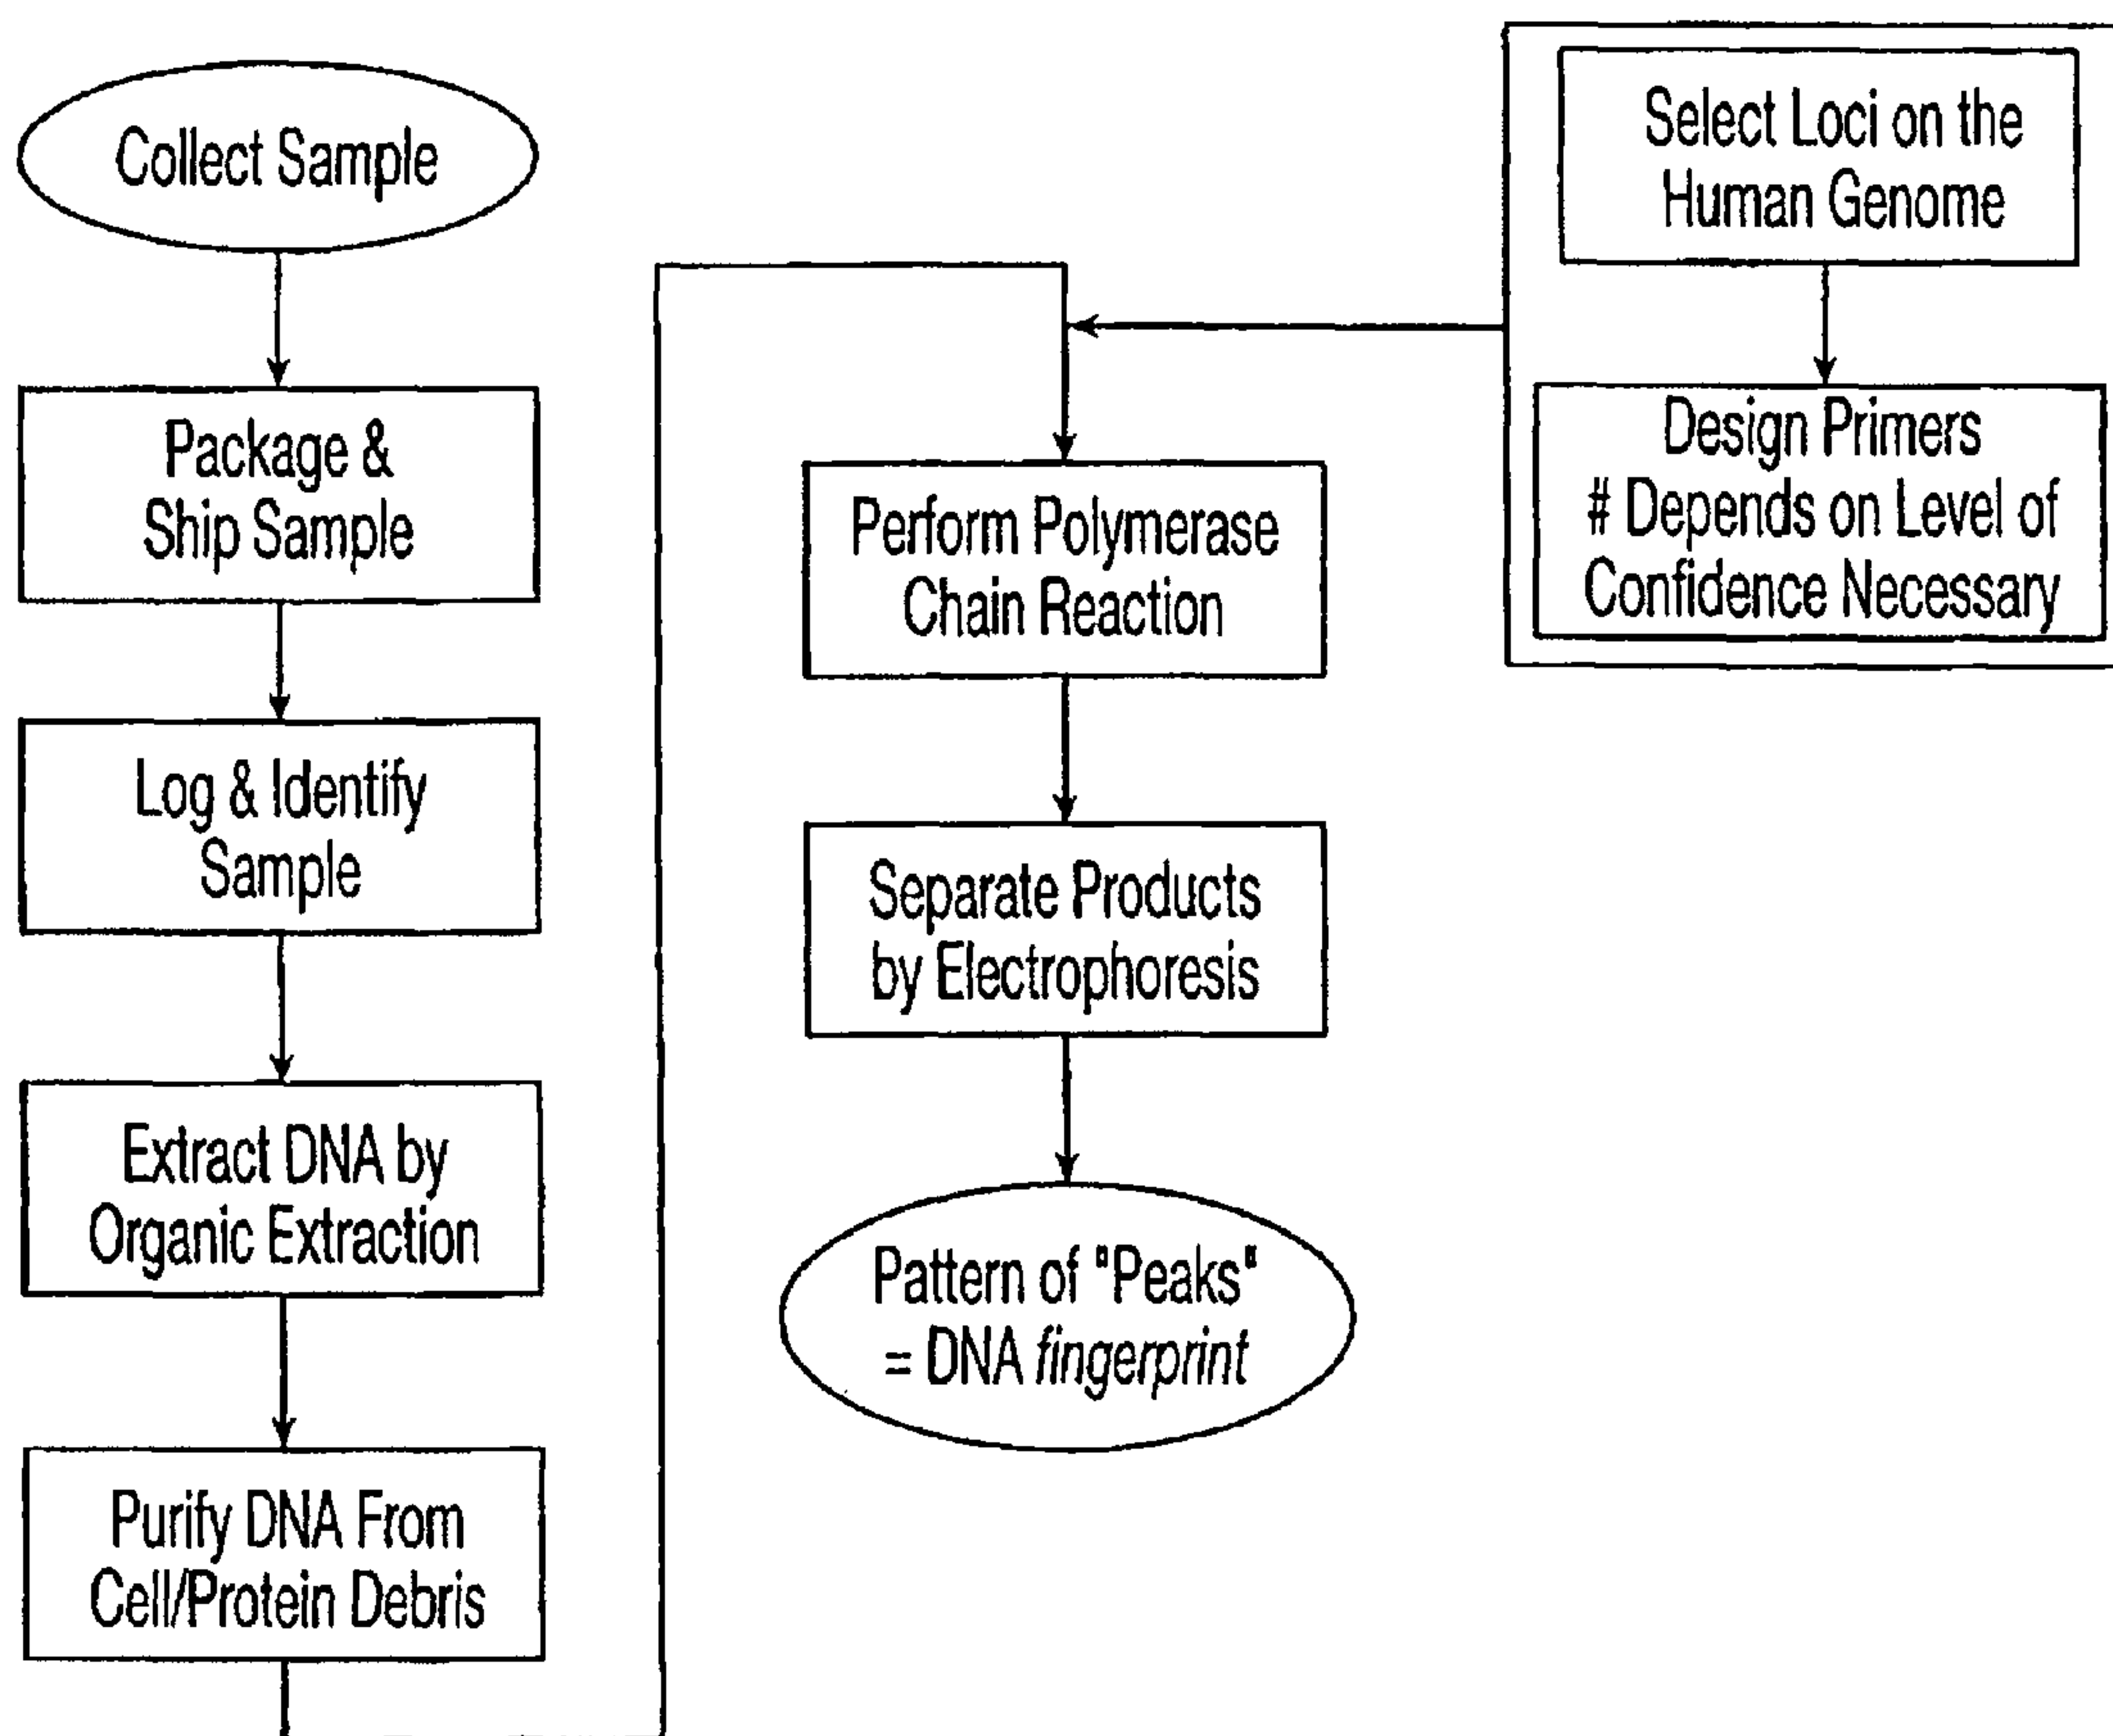 Collect Sample
Package &
Ship Sample
Log & Identify
Sample
Extract DNA by
Organic Extraction
Purify DNA From
Cell/Protein Debris
Perform Polymerase
Chain Reaction
Separate Products
by Electrophoresis
Pattern of "Peaks"
= DNA fingerprint
Select Loci on the
Human Genome
Design Primers
# Depends on Level of
Confidence Necessary